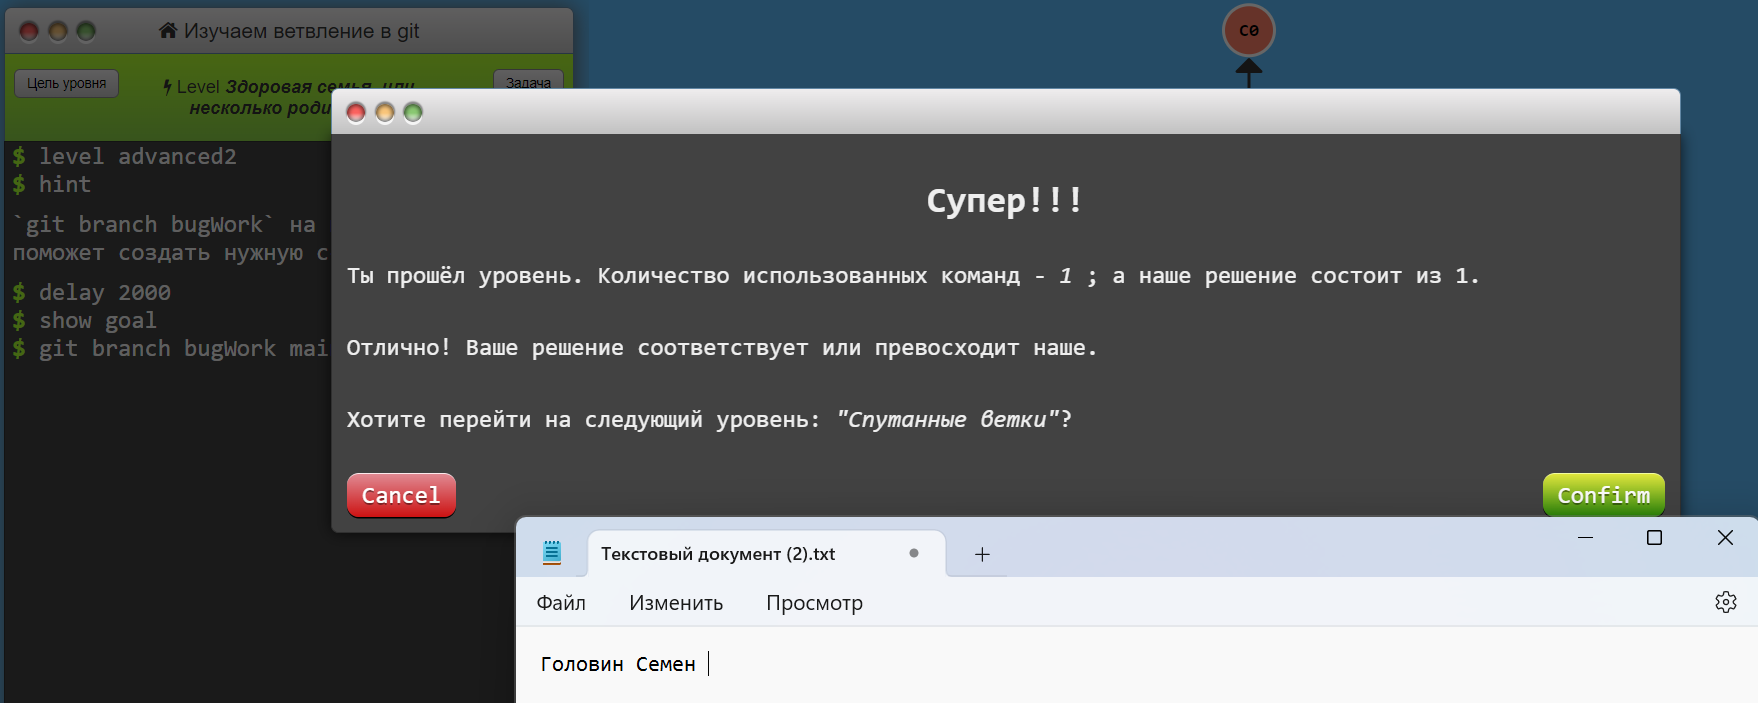 Изучаем ветвление в git
Цель уровня
Level Здоровая семья, или
несколько роди
Задача
$ level advanced2
$ hint
`git branch bugWork` на
поможет создать нужную с
$ delay 2000
$ show goal
$ git branch bugWork mai
C0
Супер!!!
Ты прошёл уровень. Количество использованных команд - 1 ; а наше решение состоит из 1.
Отлично! Ваше решение соответствует или превосходит наше.
Хотите перейти на следующий уровень: "Спутанные ветки"?
Cancel
Confirm
Текстовый документ (2).txt
Файл Изменить Просмотр
Головин Семен